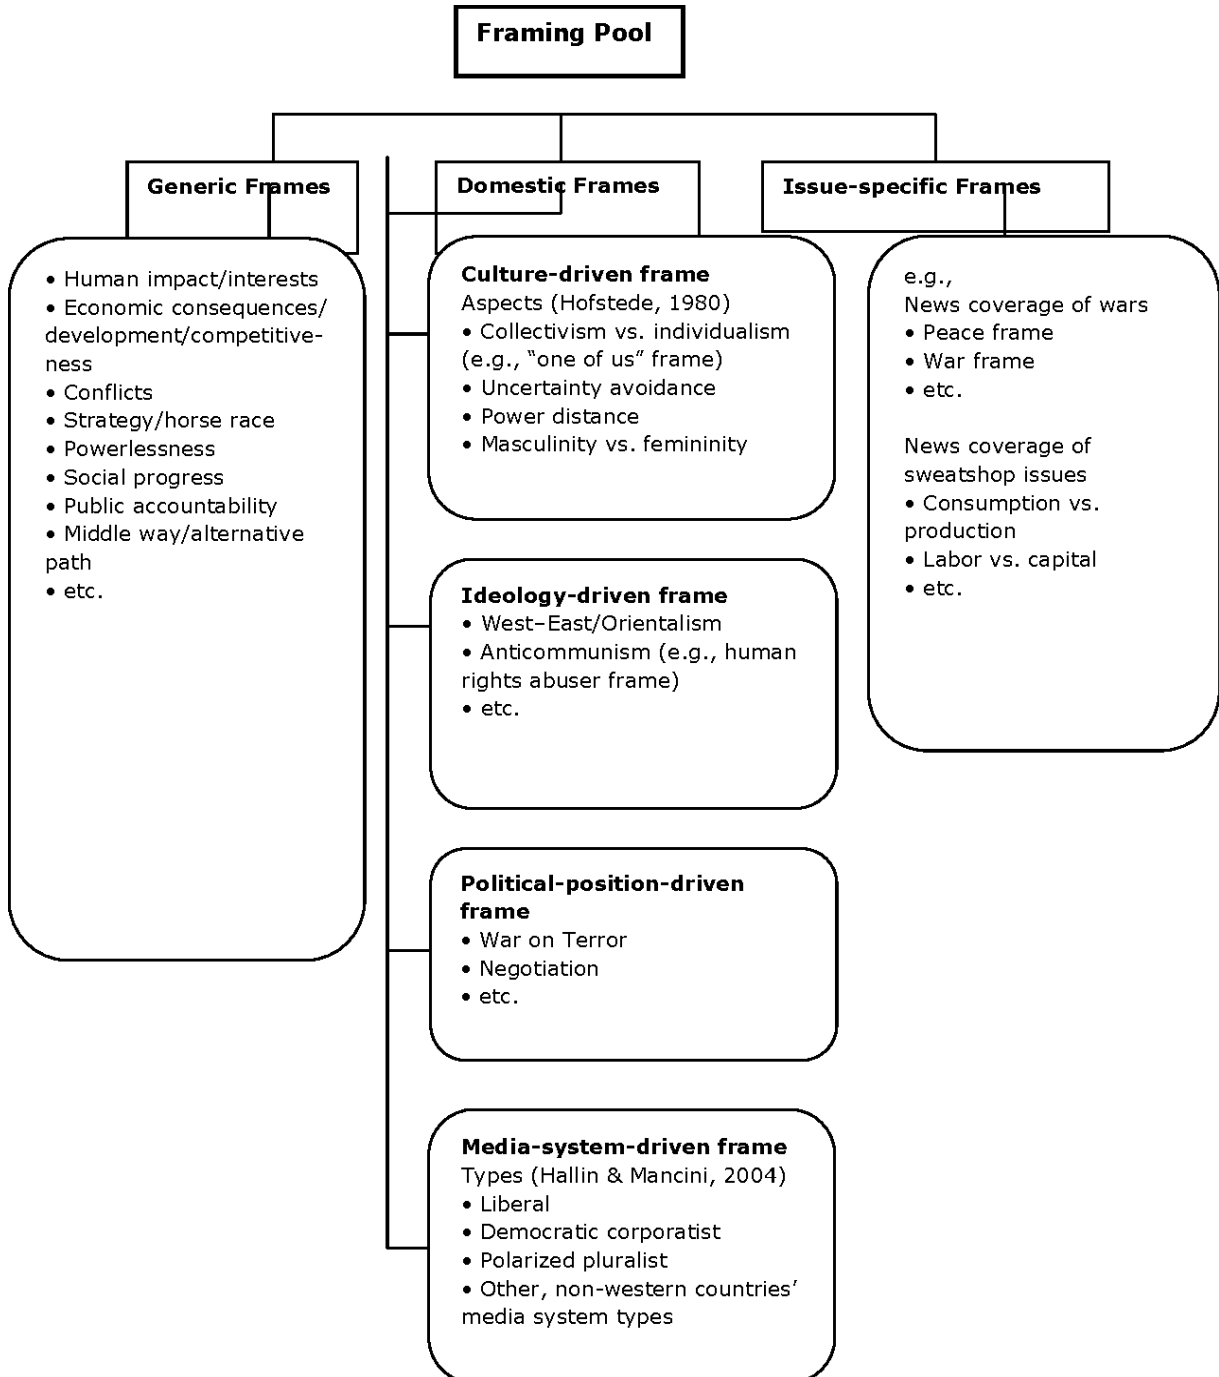 Framing Pool
Generic Frames
Domestic Frames
Issue-specific Frames
• Human impact/interests
• Economic consequences/
development/competitive-
ness
• Conflicts
• Strategy/horse race
• Powerlessness
• Social progress
• Public accountability
• Middle way/alternative
path
• etc.
Culture-driven frame
Aspects (Hofstede, 1980)
• Collectivism vs. individualism
(e.g., “one of us” frame)
• Uncertainty avoidance
• Power distance
• Masculinity vs. femininity
Ideology-driven frame
• West–East/Orientalism
• Anticommunism (e.g., human
rights abuser frame)
• etc.
Political-position-driven
frame
• War on Terror
• Negotiation
• etc.
Media-system-driven frame
Types (Hallin & Mancini, 2004)
• Liberal
• Democratic corporatist
• Polarized pluralist
• Other, non-western countries’
media system types
e.g.,
News coverage of wars
• Peace frame
• War frame
• etc.
News coverage of
sweatshop issues
• Consumption vs.
production
• Labor vs. capital
• etc.